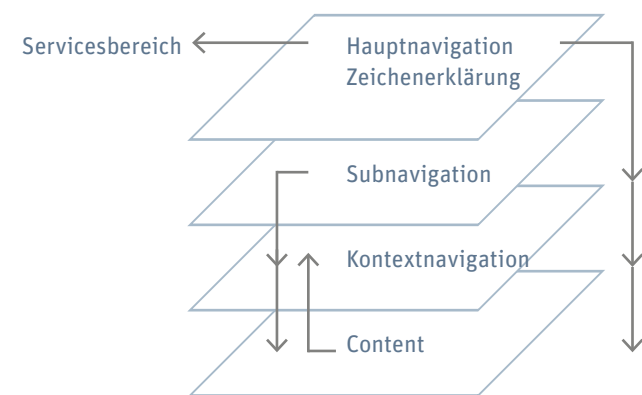 Servicesbereich
Hauptnavigation
Zeichenerklärung
Subnavigation
Kontextnavigation
Content